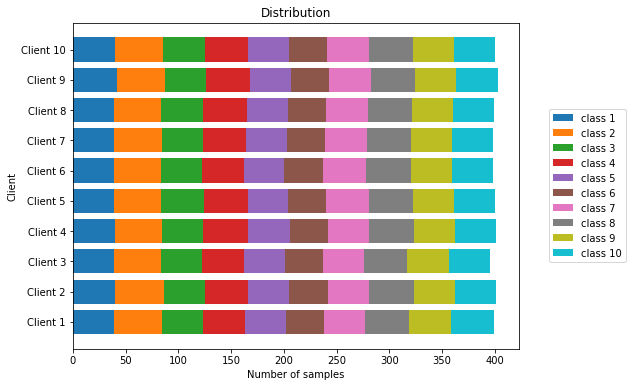 Distribution
Client 10
Client 9
Client 8
Client 7
Client 6
Client 5
Client 4
Client 3
Client 2
Client 1
Client
0 50 100 150 200 250 300 350 400
Number of samples
class 1
class 2
class 3
class 4
class 5
class 6
class 7
class 8
class 9
class 10